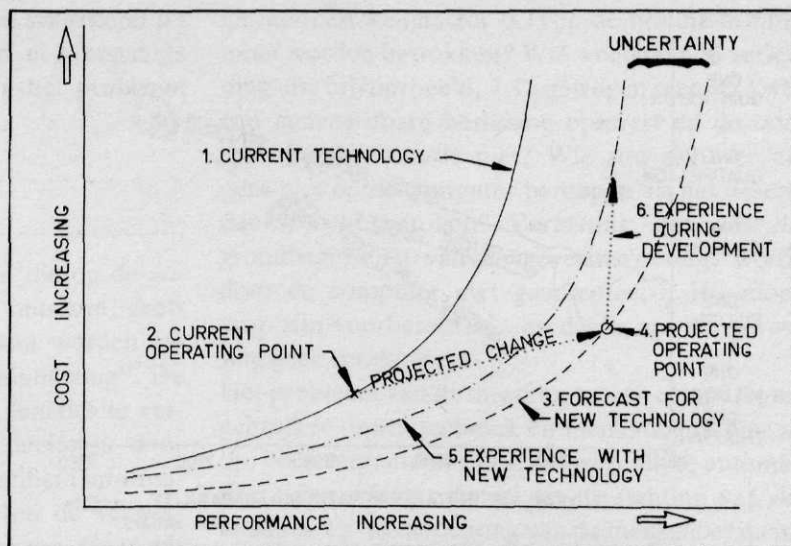 UNCERTAINTY
1. CURRENT TECHNOLOGY
COST INCREASING
6. EXPERIENCE
DURING
DEVELOPMENT
2. CURRENT
OPERATING POINT
PROJECTED CHANGE
4. PROJECTED
OPERATING
POINT
3. FORECAST FOR
NEW TECHNOLOGY
5. EXPERIENCE WITH
NEW TECHNOLOGY
PERFORMANCE INCREASING